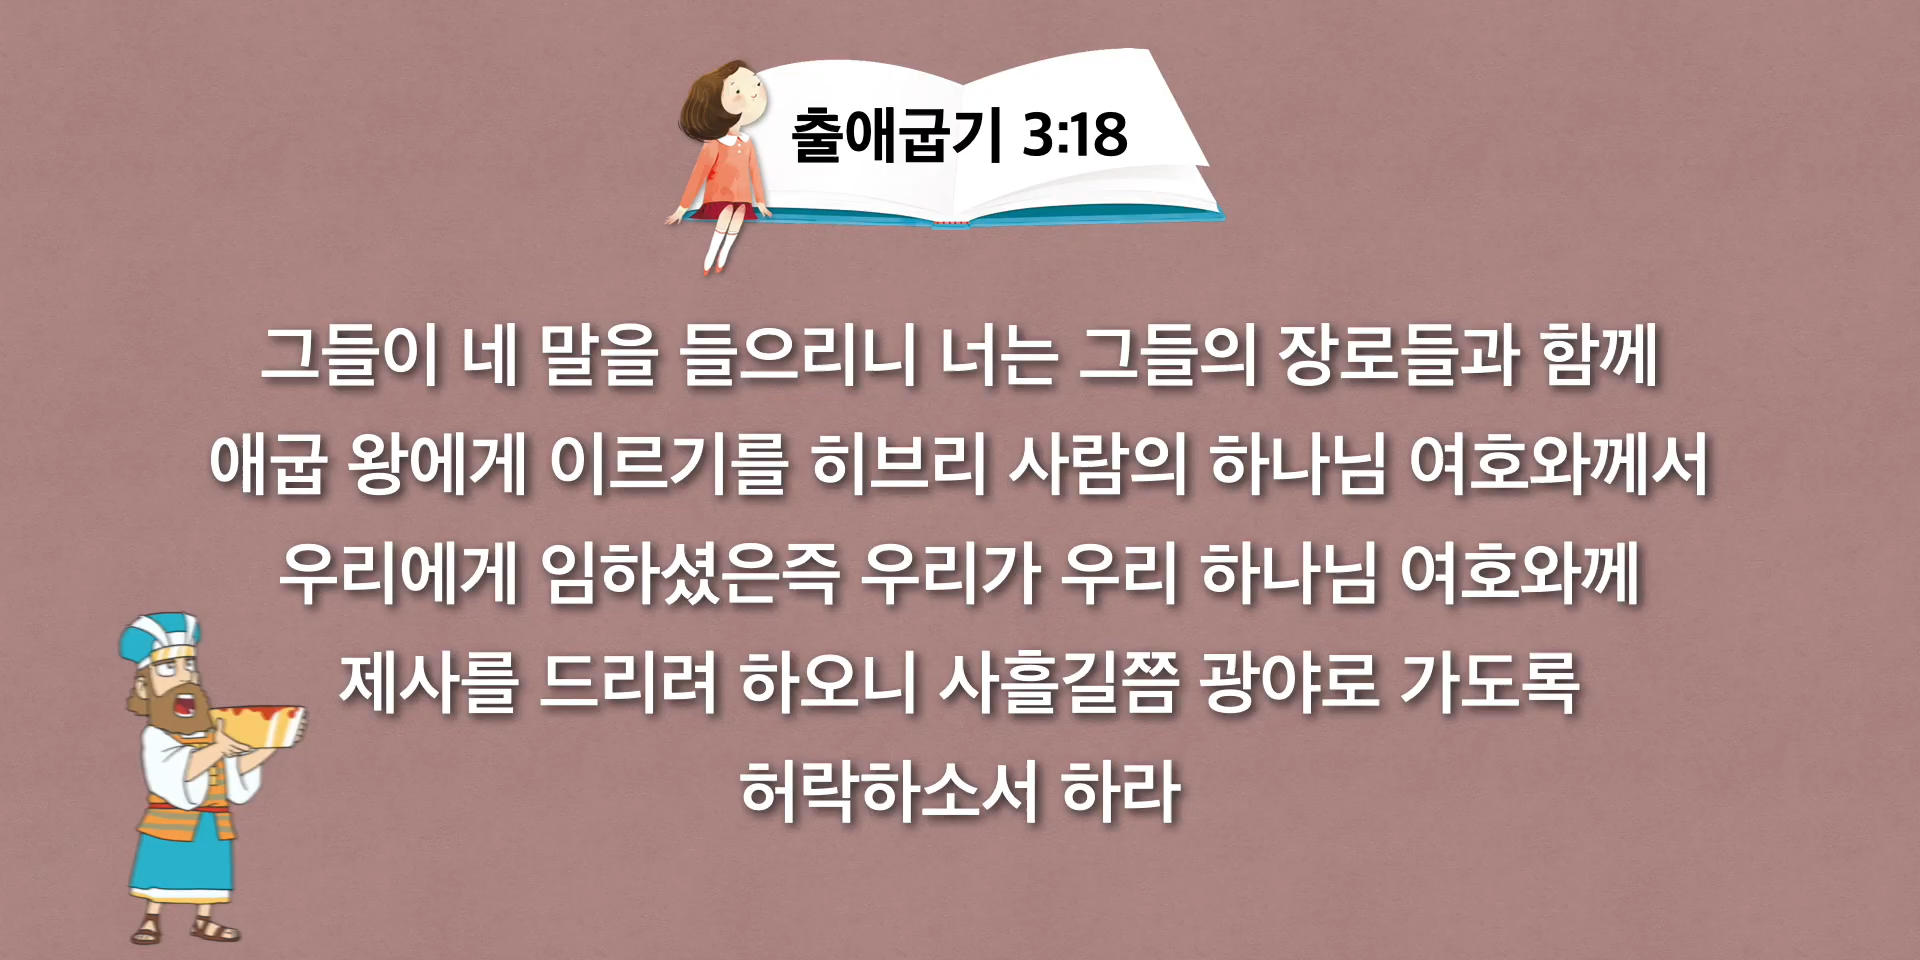 출애굽기 3:18
그들이 네 말을 들으리니 너는 그들의 장로들과 함께
애굽 왕에게 이르기를 히브리 사람의 하나님 여호와께서
우리에게 임하셨은즉 우리가 우리 하나님 여호와께
제사를 드리려 하오니 사흘길쯤 광야로 가도록
허락하소서 하라